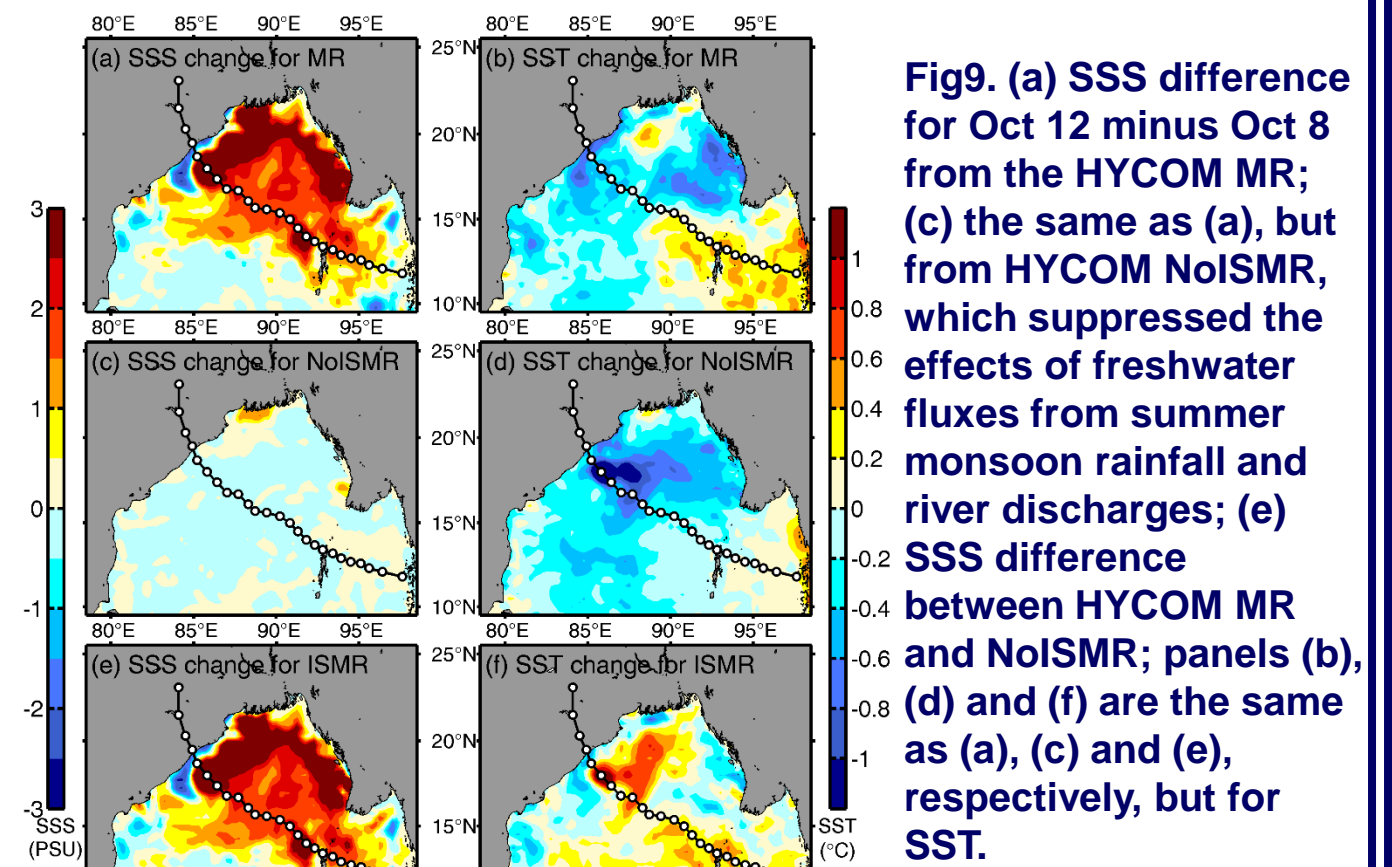 80°E 85°E 90°E 95°E 80°E 85°E 90°E 95°E
(a) SSS change for MR
25°N
(b) SST change for MR
20°N
15°N
10°N
80°E 85°E 90°E 95°E 80°E 85°E 90°E 95°E
(c) SSS change for NoISMR
25°N
(d) SST change for NoISMR
20°N
15°N
10°N
80°E 85°E 90°E 95°E 80°E 85°E 90°E 95°E
(e) SSS change for ISMR
25°N
(f) SST change for ISMR
20°N
15°N
3
2
1
0
-1
-2
-3
SSS
(PSU)
1
0.8
0.6
0.4
0.2
0
-0.2
-0.4
-0.6
-0.8
-1
SST
(°C)
Fig9. (a) SSS difference
for Oct 12 minus Oct 8
from the HYCOM MR;
(c) the same as (a), but
from HYCOM NoISMR,
which suppressed the
effects of freshwater
fluxes from summer
monsoon rainfall and
river discharges; (e)
SSS difference
between HYCOM MR
and NoISMR; panels (b),
(d) and (f) are the same
as (a), (c) and (e),
respectively, but for
SST.